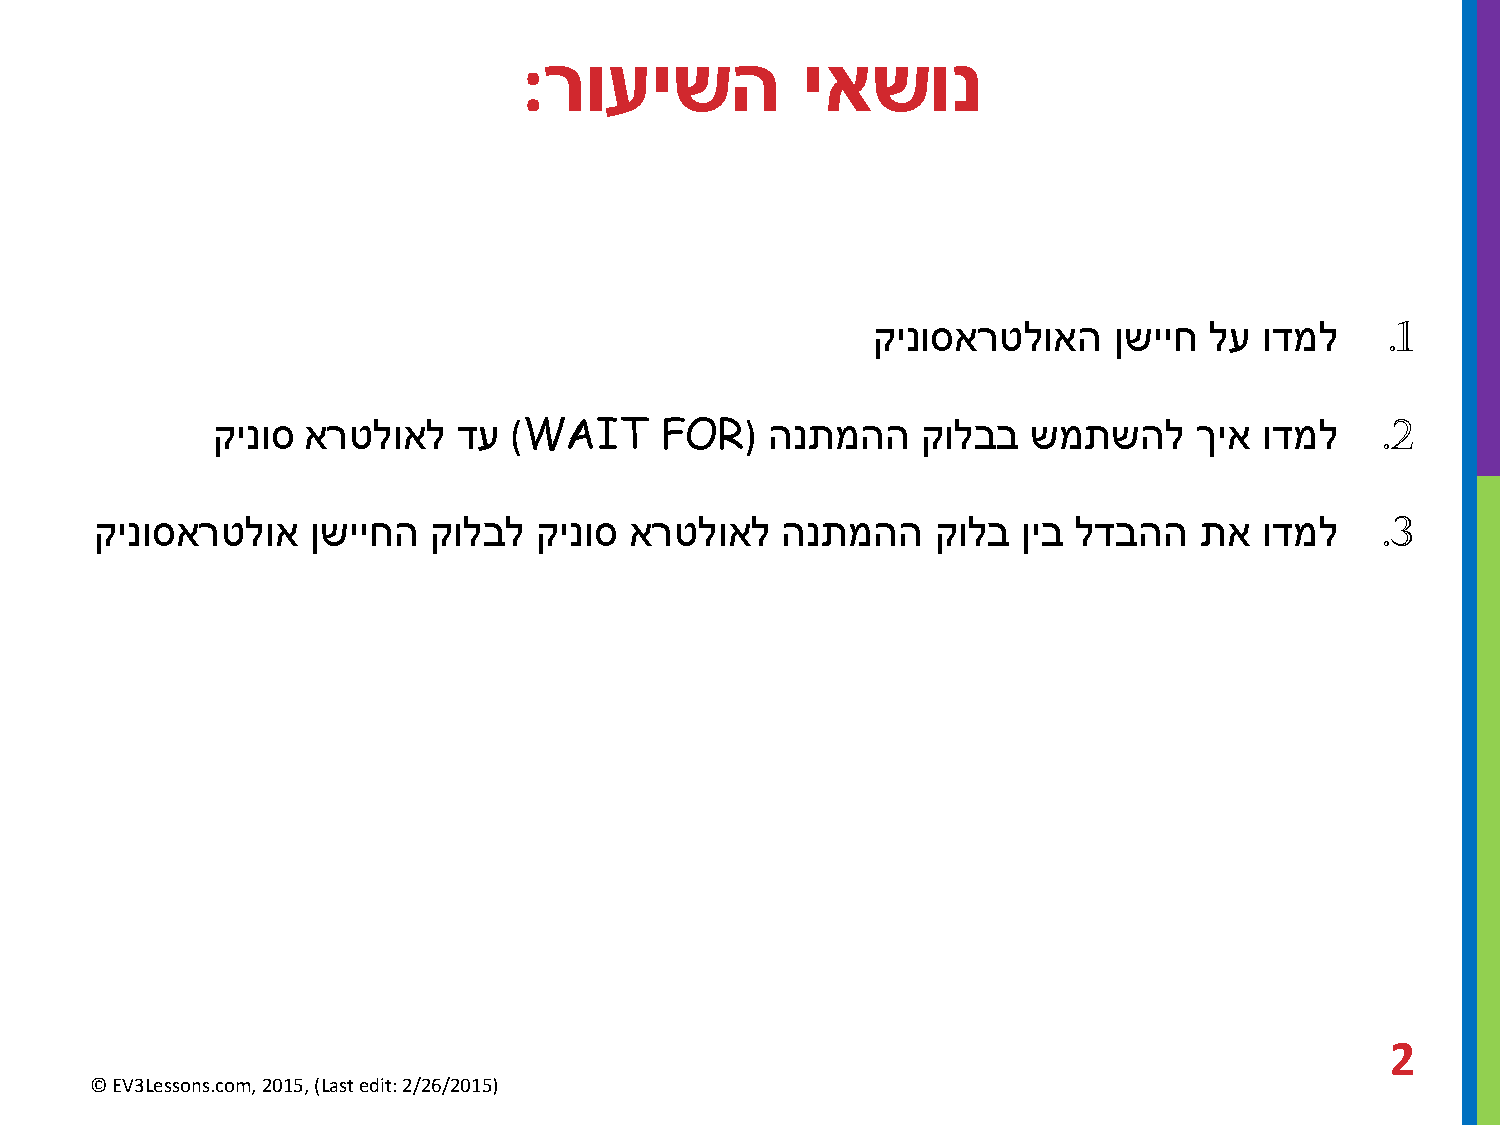 נושאי השיעור:
1. למדו על חיישן האולטראסוניק
2. למדו איך להשתמש בבלוק ההמתנה (WAIT FOR) עד לאולטרא סוניק
3. למדו את ההבדל בין בלוק ההמתנה לאולטרא סוניק לבלוק החיישן אולטראסוניק
2
© EV3Lessons.com, 2015, (Last edit: 2/26/2015)